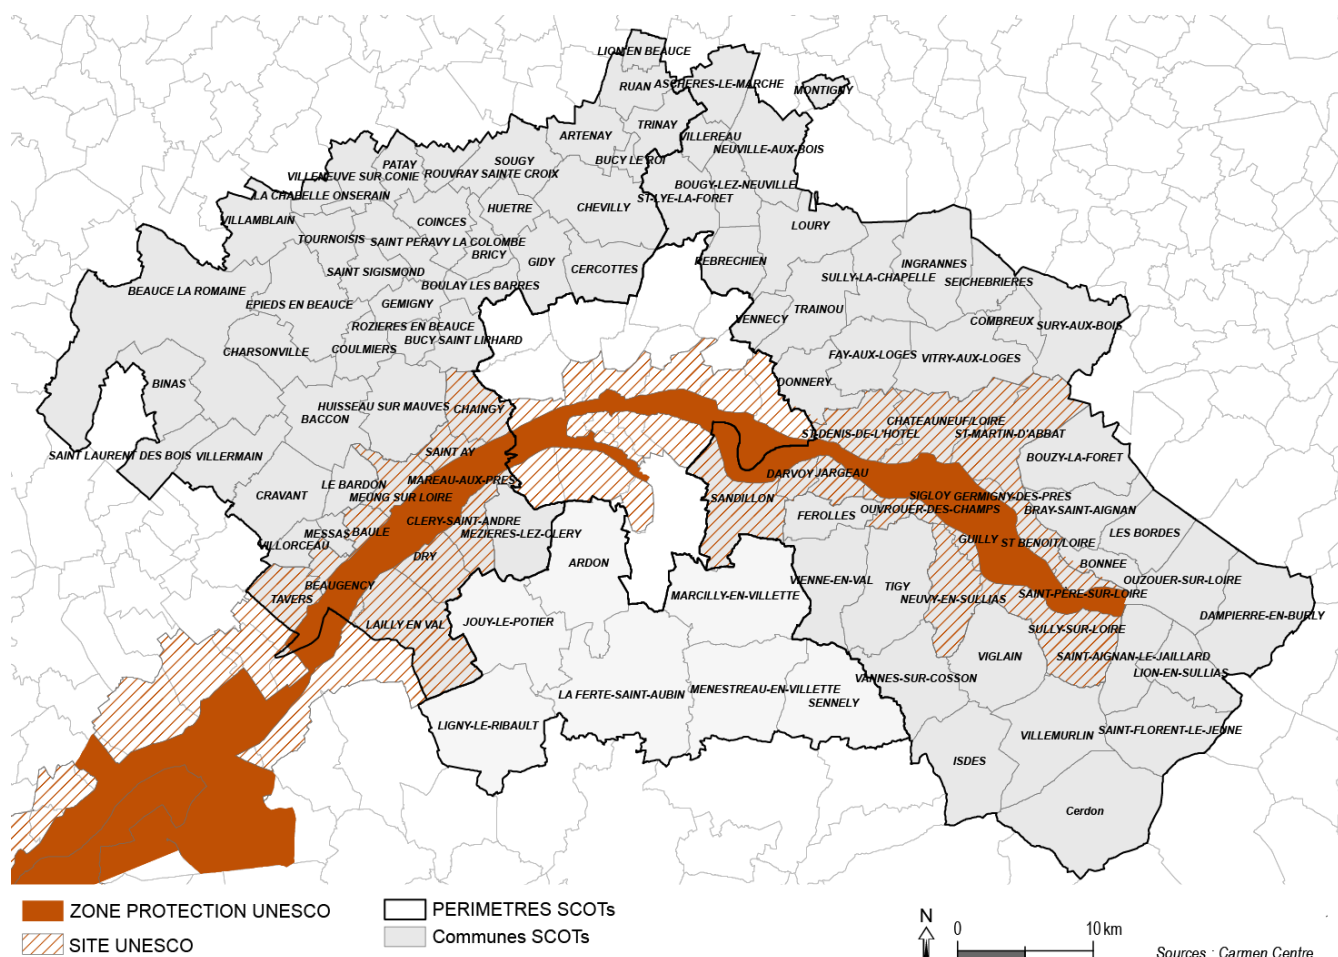 LION EN BEAUCE
RUAN
ASCHERES-LE-MARCHE
MONTIGNY
ARTENAY
TRINAY
VILLEREAU
NEUVILLE-AUX-BOIS
PATAY
SOUGY
BUCY LE ROI
VILLENEUVE SUR CONIE
ROUVRAY SAINTE CROIX
BOUGY-LEZ-NEUVILLE
LA CHABELLE ONSERAIN
ST-LYE-LA-FORET
HUETRE
CHEVILLY
VILLAMBLAIN
COINCES
LOURY
TOURNOISIS
SAINT PERAVY LA COLOMBE
BRICY
GIDY
CERCOTTES
REBRECHIEN
INGRANNES
SULLY-LA-CHAPELLE
SEICHEBRIERES
SAINT SIGISMOND
BOULAY LES BARRES
BEAUCE LA ROMAINE
EPIEDS EN BEAUCE
GEMIGNY
TRAINOU
VENNECY
COMBREUX
SURY-AUX-BOIS
ROZIERES EN BEAUCE
BUCY SAINT LIPHARD
CHARSONVILLE
COULMIERS
FAY-AUX-LOGES
VITRY-AUX-LOGES
BINAS
DONNERY
HUISSEAU SUR MAUVES
CHAINGY
BACCON
CHATEAUNEUF/LOIRE
ST-DENIS-DE-L'HOTEL
ST-MARTIN-D'ABBAT
SAINT LAURENT DES BOIS
VILLERMAIN
SAINT AY
BOUZY-LA-FORET
DARVOY
JARGEAU
LE BARDON
MAREAU-AUX-PRES
CRAVANT
MEUNG SUR LOIRE
SANDILLON
SIGLOY
GERMIGNY-DES-PRES
OUVROUER-DES-CHAMPS
BRAY-SAINT-AIGNAN
FEROLLES
CLERY-SAINT-ANDRE
MESSAS
BAULE
MEZIERES-LEZ-CLERY
LES BORDES
VILLORCEAU
GUILLY
ST BENOIT/LOIRE
DRY
ARDON
BONNEE
BEAUGENCY
VIENNE-EN-VAL
TIGY
OUZOUER-SUR-LOIRE
TAVERS
MARCILLY-EN-VILLETTE
NEUVY-EN-SULLIAS
SAINT-PÈRE-SUR-LOIRE
DAMPIERRE-EN-BURLY
LAILLY EN VAL
JOUY-LE-POTIER
SULLY-SUR-LOIRE
VIGLAIN
SAINT-AIGNAN-LE-JAILLARD
LION-EN-SULLIAS
VANNES-SUR-COSSON
LA FERTE-SAINT-AUBIN
MENESTREAU-EN-VILLETTE
SENNELY
LIGNY-LE-RIBAULT
VILLEMURLIN
SAINT-FLORENT-LE-JEUNE
ISDES
Cerdon
ZONE PROTECTION UNESCO
SITE UNESCO
PERIMETRES SCOTs
Communes SCOTs
N
0 10 km
Sources : Carmen Centre